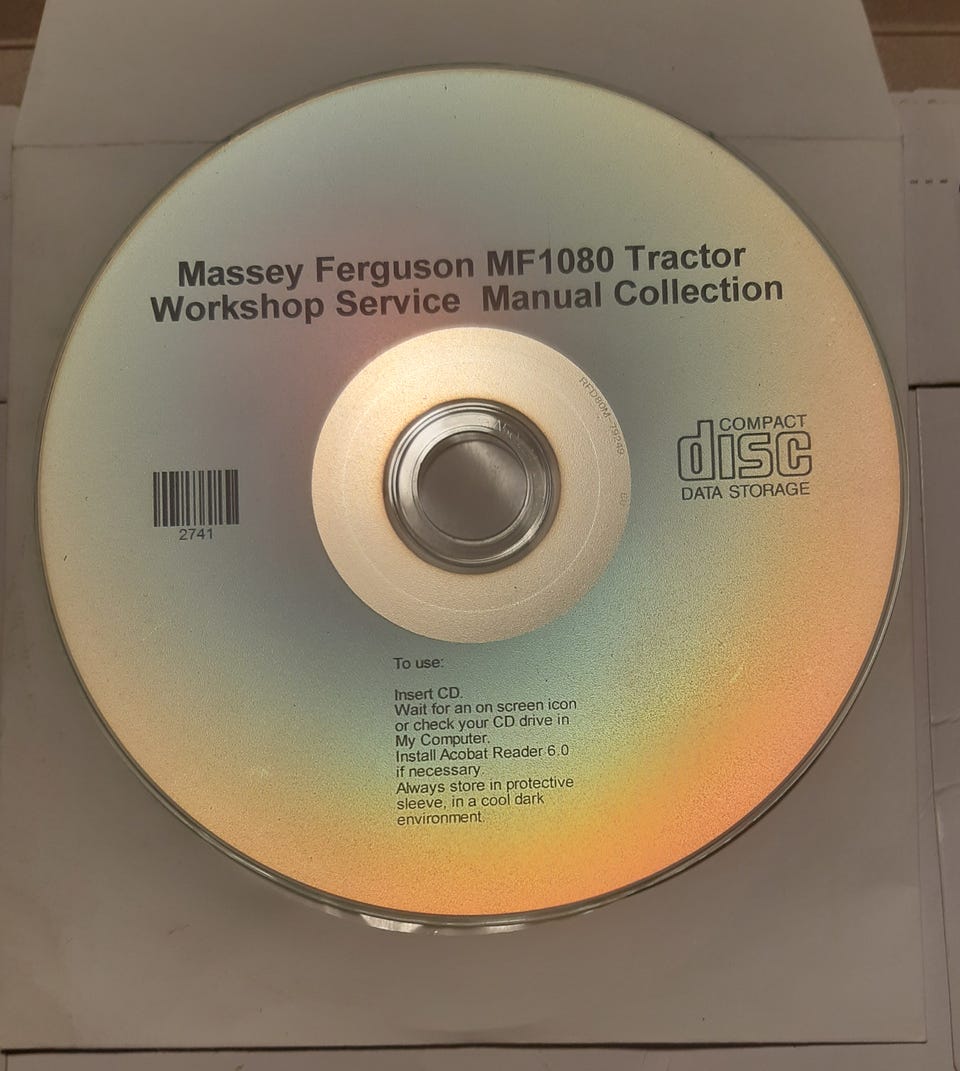 Massey Ferguson MF1080 Tractor
Workshop Service Manual Collection
RFD80M
COMPACT
disc
DATA STORAGE
2741
To use:
Insert CD.
Wait for an on screen icon
or check your CD drive in
My Computer.
Install Acobat Reader 6.0
if necessary.
Always store in protective
sleeve, in a cool dark
environment.